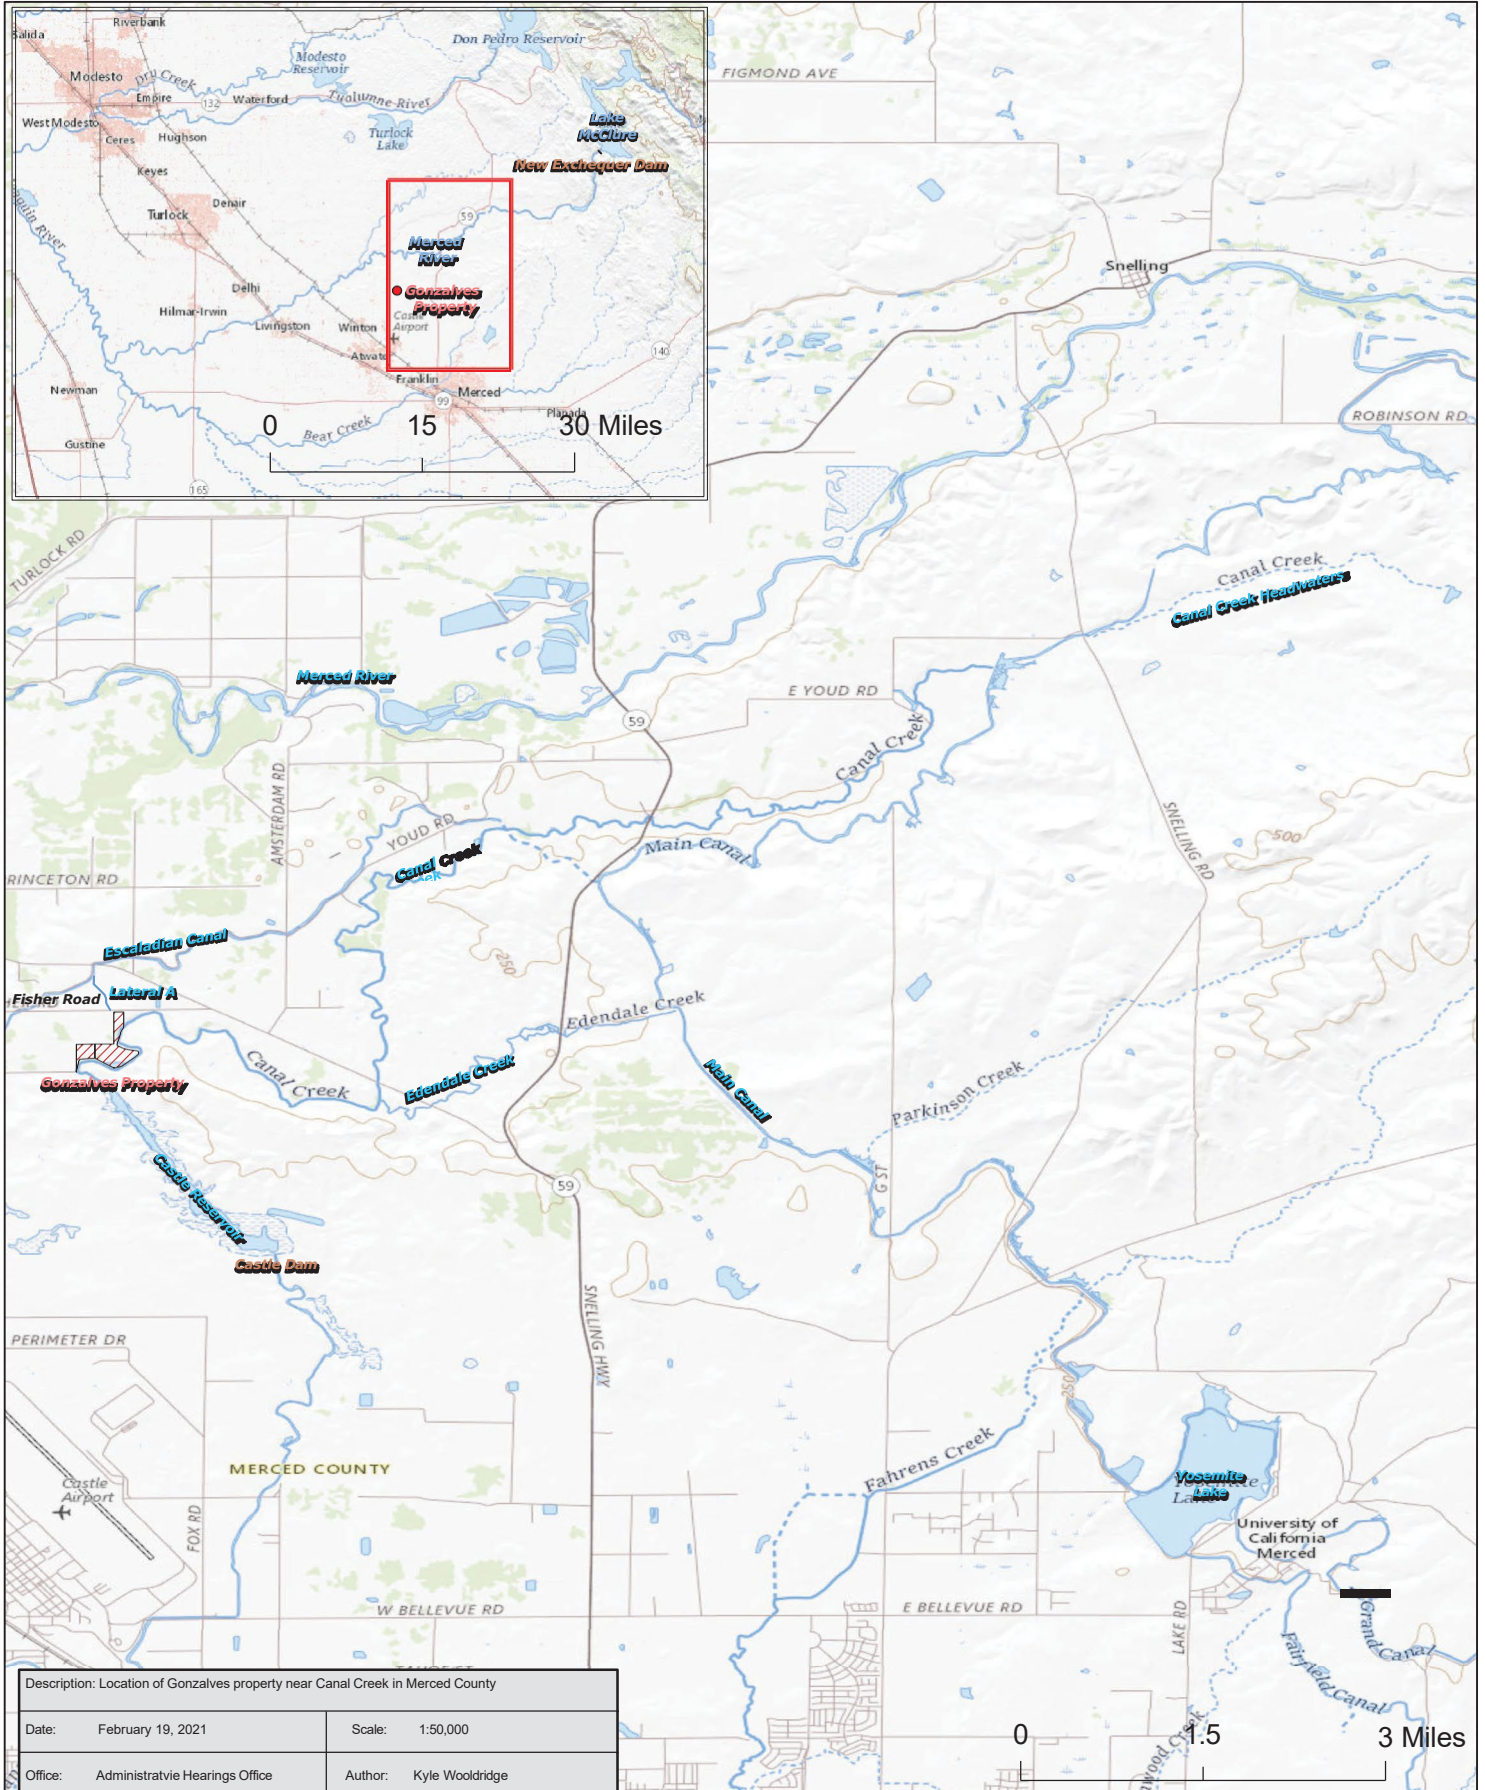 Riverbank
Salida
Don Pedro Reservoir
Modesto
Reservoir
Modesto
Dry Creek
Empire
132
Waterford
Tuolumne River
Lake
McClure
West Modesto
Ceres
Hughson
Turlock
Lake
New Exchequer Dam
Keyes
Denair
Turlock
59
Merced
River
Delhi
Gonzalves
Property
Hilmar-Irwin
Livingston
Winton
Castle
Airport
Atwate
140
Franklin
Newman
Merced
99
Planada
0 15 30 Miles
Bear Creek
Gustine
165
FIGMOND AVE
Snelling
ROBINSON RD
TURLOCK RD
Canal Creek
Canal Creek Headwaters
Merced River
E YOUD RD
59
Canal Creek
AMSTERDAM RD
YOUD RD
SNELLING RD
500
Main Canal
Canal Creek
eek
RINCETON RD
Escaladian Canal
250
Lateral A
Fisher Road
Edendale Creek
Canal Creek
Edendale Creek
Main Canal
Parkinson Creek
Gonzalves Property
G ST
59
Castle Reservoir
Castle Dam
SNELLING HWY
PERIMETER DR
250
Fahrens Creek
MERCED COUNTY
Castle
Airport
FOX RD
Yosemite
Lake
Yosemite
Lake
University of
California
Merced
W BELLEVUE RD
E BELLEVUE RD
LAKE RD
Grand Canal
Fairfield Canal
Description: Location of Gonzalves property near Canal Creek in Merced County
Date: February 19, 2021 Scale: 1:50,000
Office: Administratvie Hearings Office Author: Kyle Wooldridge
0 1.5 3 Miles
wood Creek